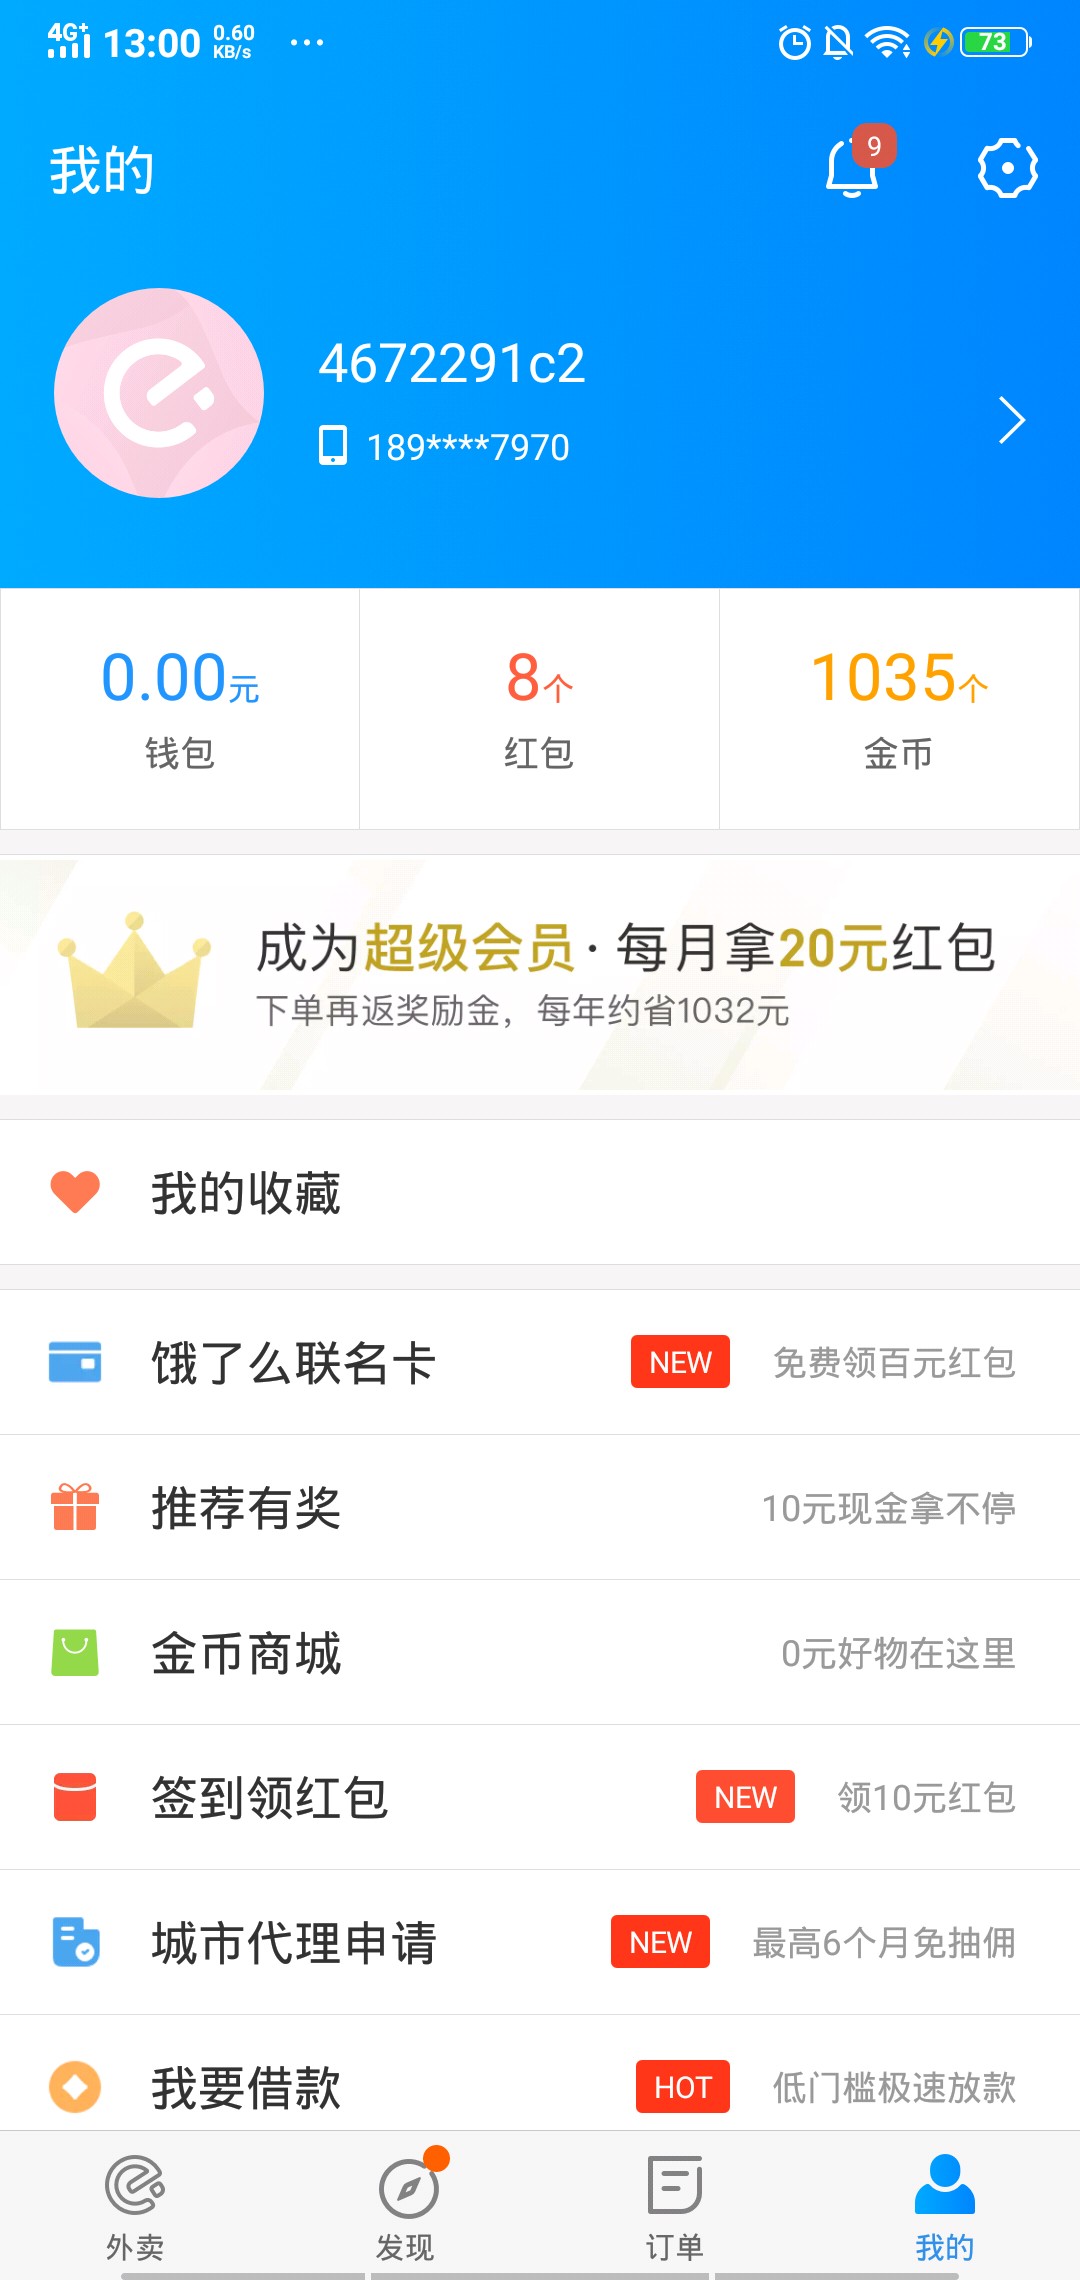 4G+ 13:00 0.60 KB/s ... 73
我的 9
4672291c2
189****7970
0.00元 8个 1035个
钱包 红包 金币
成为超级会员·每月拿20元红包
下单再返奖励金，每年约省1032元
我的收藏
饿了么联名卡 NEW 免费领百元红包
推荐有奖 10元现金拿不停
金币商城 0元好物在这里
签到领红包 NEW 领10元红包
城市代理申请 NEW 最高6个月免抽佣
我要借款 HOT 低门槛极速放款
外卖 发现 订单 我的